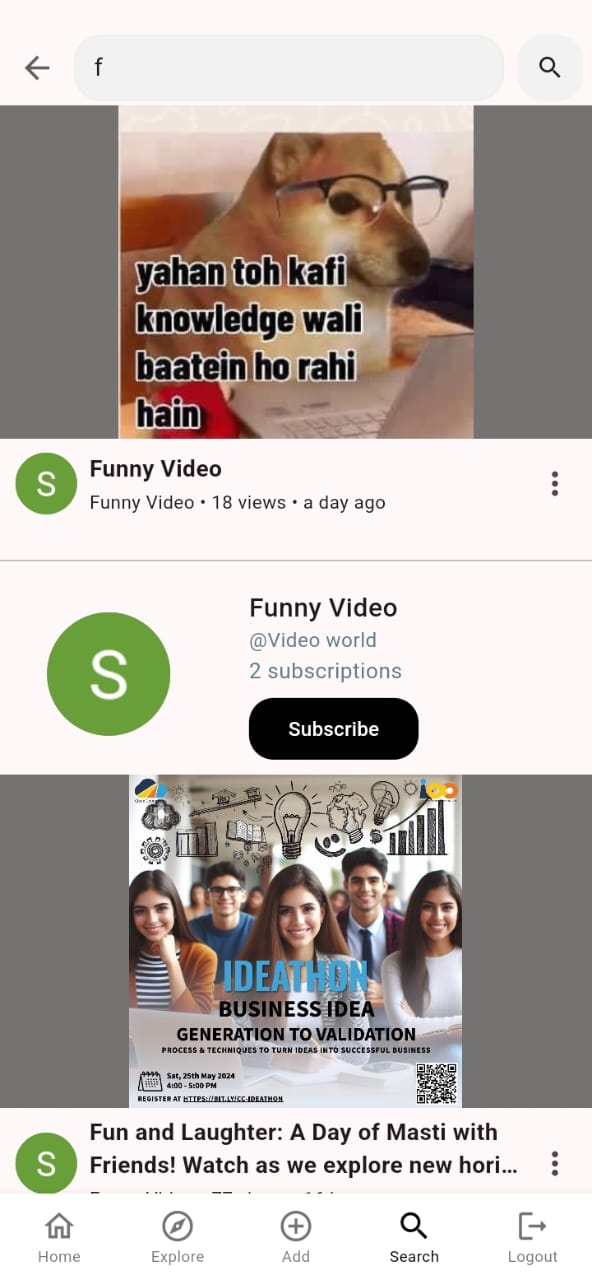 f
yahan toh kafi
knowledge wali
baatein ho rahi
hain
S
Funny Video
Funny Video • 18 views • a day ago
S
Funny Video
@Video world
2 subscriptions
Subscribe
IDEATHON
BUSINESS IDEA
GENERATION TO VALIDATION
PROCESS & TECHNIQUES TO TURN IDEAS INTO SUCCESSFUL BUSINESS
Sat, 25th May 2024
4:00 - 5:00 PM
REGISTER AT HTTPS://BIT.LY/CC-IDEATHON
S
Fun and Laughter: A Day of Masti with
Friends! Watch as we explore new hori...
Home
Explore
Add
Search
Logout